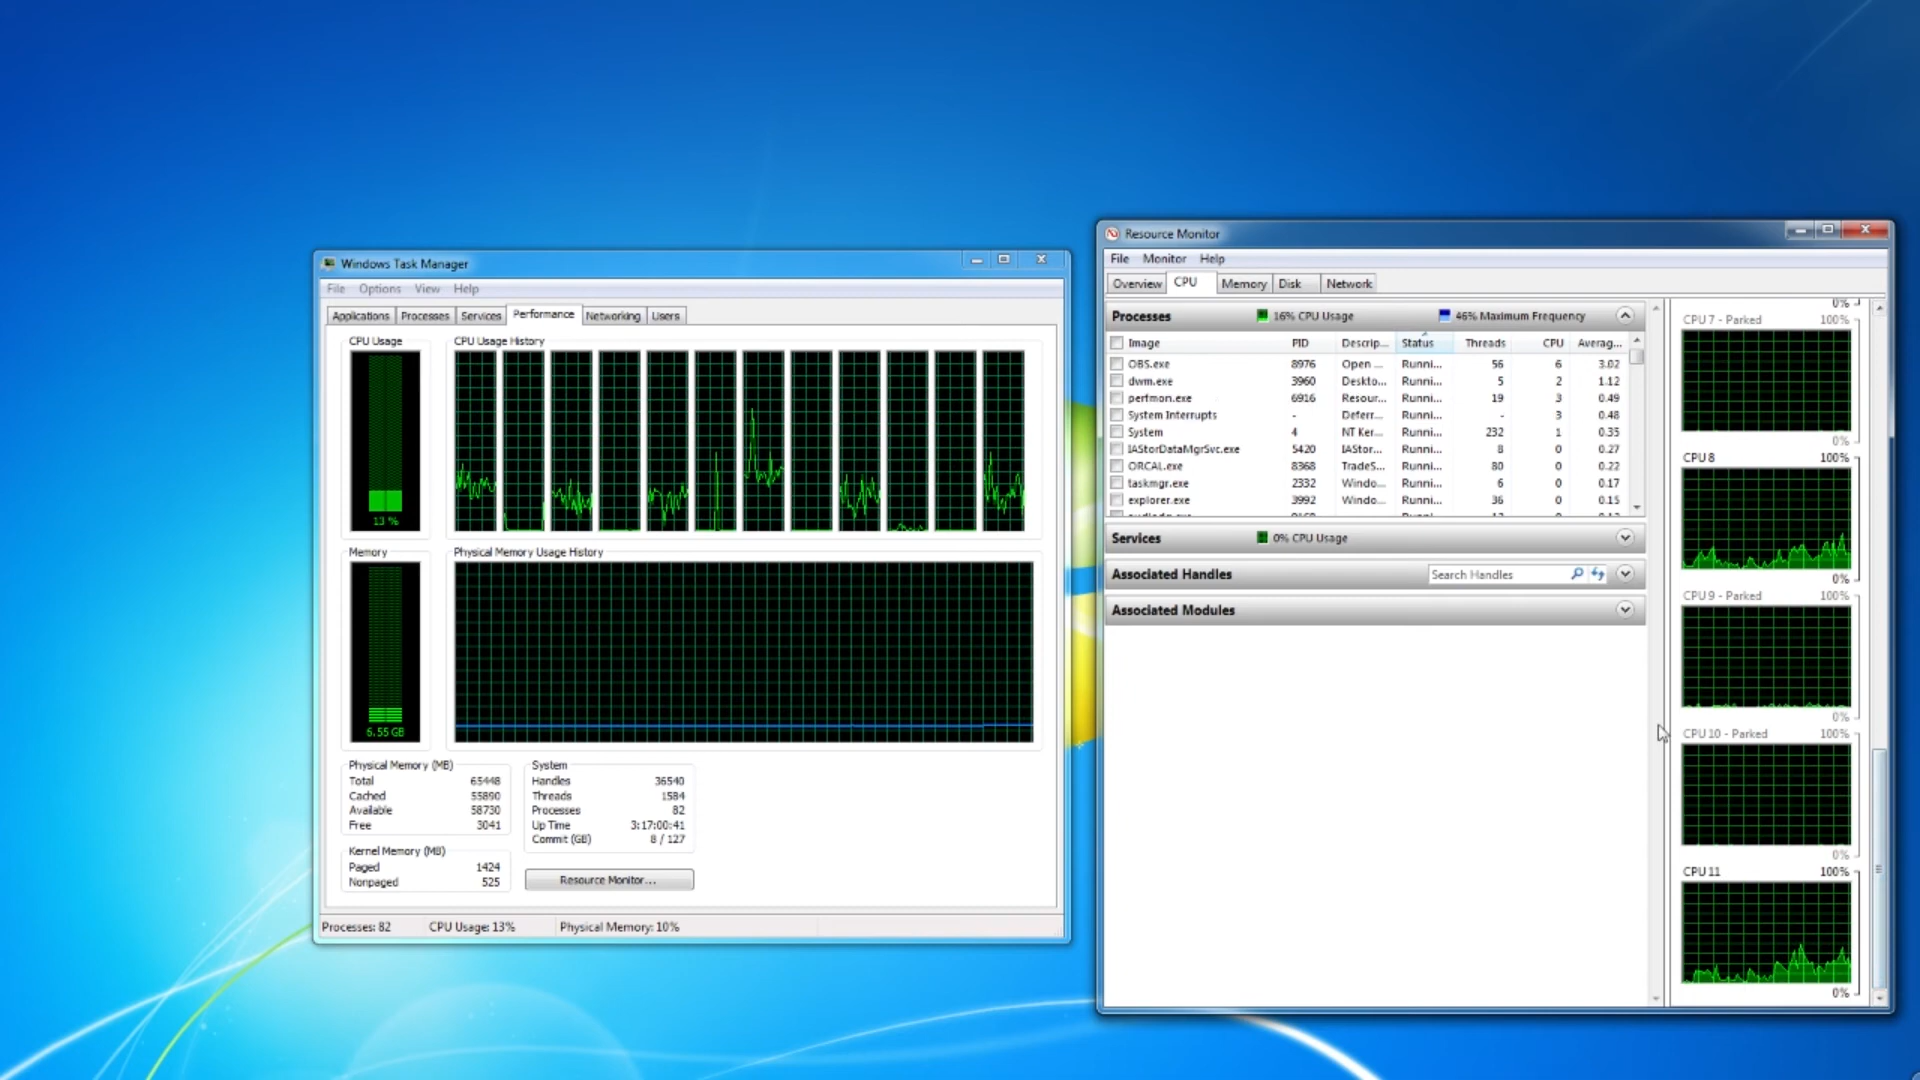 Windows Task Manager
File Options View Help
Applications Processes Services Performance Networking Users
CPU Usage
CPU Usage History
13 %
Memory
Physical Memory Usage History
6.55 GB
Physical Memory (MB)
Total 65448
Cached 55890
Available 58730
Free 3041
Kernel Memory (MB)
Paged 1424
Nonpaged 525
System
Handles 36540
Threads 1584
Processes 82
Up Time 3:17:00:41
Commit (GB) 8 / 127
Resource Monitor...
Processes: 82 CPU Usage: 13% Physical Memory: 10%
Resource Monitor
File Monitor Help
Overview CPU Memory Disk Network
Processes 16% CPU Usage 46% Maximum Frequency
Image PID Descrip... Status Threads CPU Averag...
OBS.exe 8976 Open ... Runni... 56 6 3.02
dwm.exe 3960 Deskto... Runni... 5 2 1.12
perfmon.exe 6916 Resour... Runni... 19 3 0.49
System Interrupts - Deferr... Runni... - 3 0.48
System 4 NT Ker... Runni... 232 1 0.35
IAStorDataMgrSvc.exe 5420 IAStor... Runni... 8 0 0.27
ORCAL.exe 8368 TradeS... Runni... 80 0 0.22
taskmgr.exe 2332 Windo... Runni... 6 0 0.17
explorer.exe 3992 Windo... Runni... 36 0 0.15
Services 0% CPU Usage
Associated Handles Search Handles
Associated Modules
0%
CPU 7 - Parked 100%
0%
CPU 8 100%
0%
CPU 9 - Parked 100%
0%
CPU 10 - Parked 100%
0%
CPU 11 100%
0%